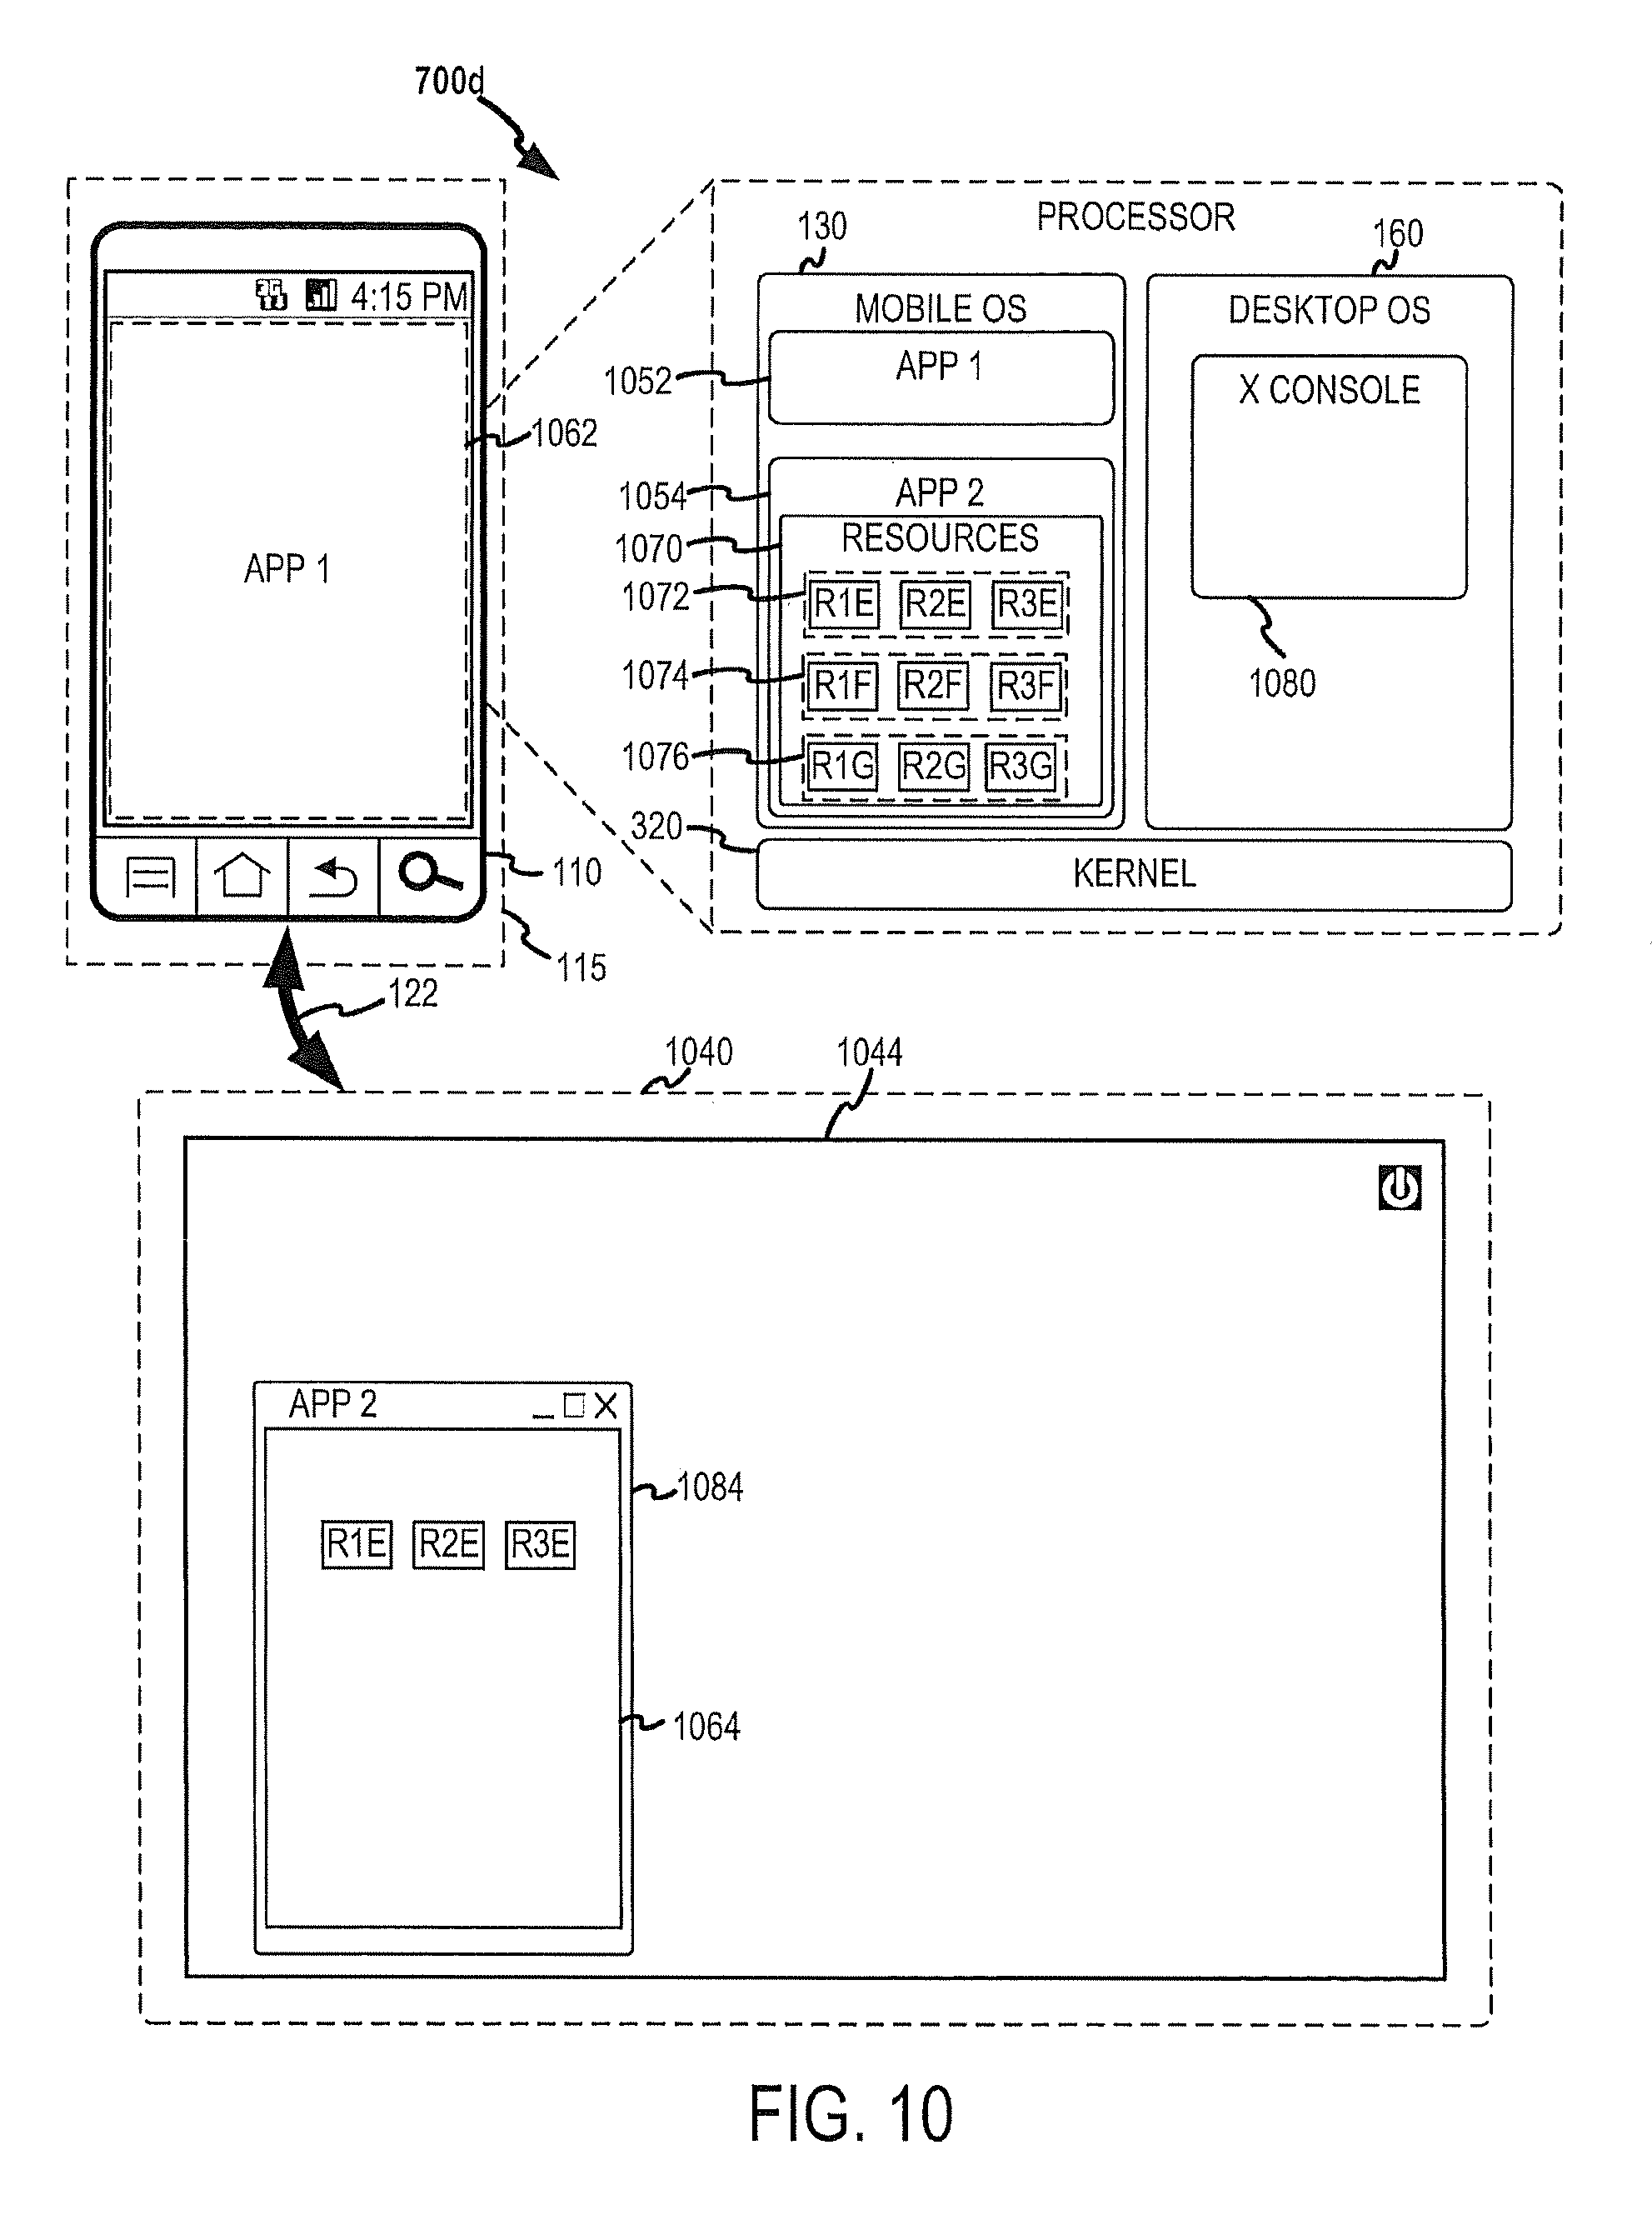 700d
PROCESSOR
130
160
4:15 PM
MOBILE OS
DESKTOP OS
1052
APP 1
X CONSOLE
1062
1054
APP 2
1070
RESOURCES
APP 1
1072
R1E R2E R3E
1074
R1F R2F R3F
1080
1076
R1G R2G R3G
320
KERNEL
110
115
122
1040
1044
APP 2
1084
R1E R2E R3E
1064
FIG. 10